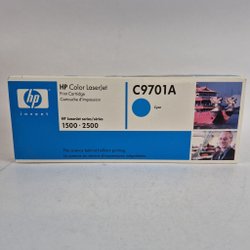 hp
invent
HP Color LaserJet
Print Cartridge
Cartouche d'impression
HP LaserJet series/séries
1500 · 2500
C9701A
Cyan